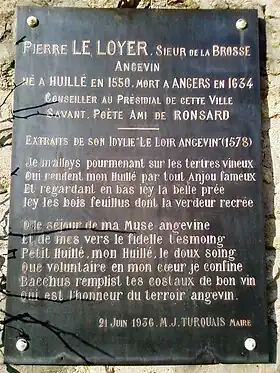 Pierre LE LOYER. Sieur de la Brosse
Angevin
né à Huillé en 1550. mort à Angers en 1634
Conseiller au Présidial de cette Ville
Savant, Poète Ami de RONSARD
Extraits de son Idylie "Le Loir Angevin" (1578)
Je m'alloys pourmenant sur les tertres vineux
Qui rendent mon Huillé par tout Anjou fameux
Et regardant en bas icy la belle prée
Icy les bois feuillus dont la verdeur recrée
O le séjour de ma Muse angevine
Et de mes vers le fidelle tesmoing
Petit Huillé, mon Huillé, le doux soing
Que volontaire en mon cœur je confine
Bacchus remplist tes costaux de bon vin
Qui est l'honneur du terroir angevin.
21 Juin 1936. M.J. TURQUAIS Maire